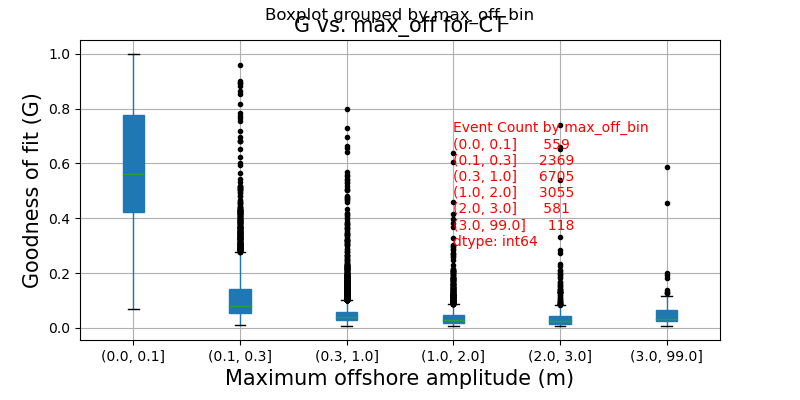 Boxplot grouped by max_off_bin
G vs. max_off for CT
Goodness of fit (G)
1.0
0.8
0.6
0.4
0.2
0.0
Event Count by max_off_bin
(0.0, 0.1] 559
(0.1, 0.3] 2369
(0.3, 1.0] 6705
(1.0, 2.0] 3055
(2.0, 3.0] 581
(3.0, 99.0] 118
dtype: int64
(0.0, 0.1] (0.1, 0.3] (0.3, 1.0] (1.0, 2.0] (2.0, 3.0] (3.0, 99.0]
Maximum offshore amplitude (m)